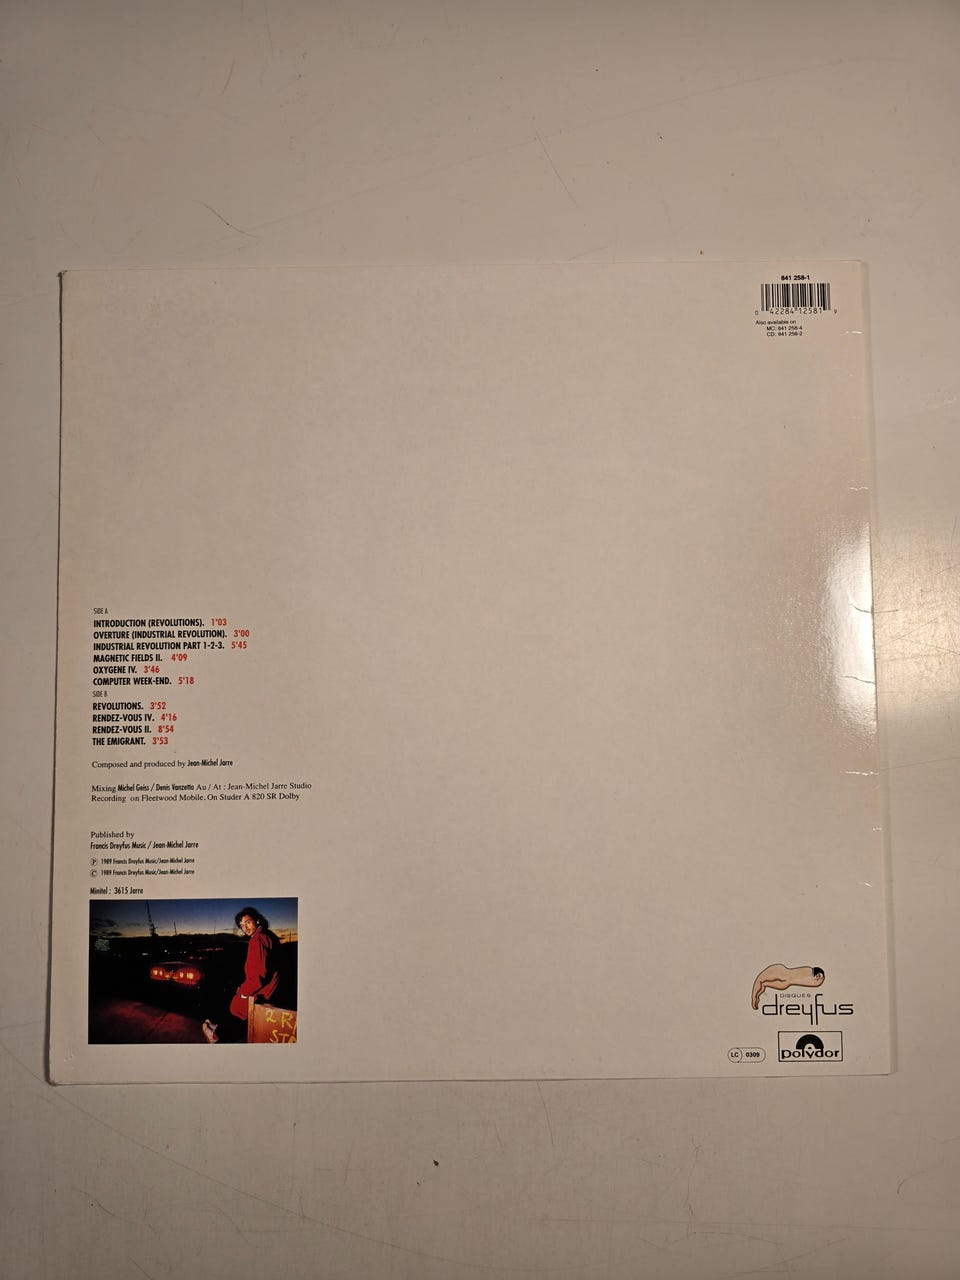 841 258-1
0 42284 12581 9
Also available on
MC: 841 258-4
CD: 841 258-2
SIDE A
INTRODUCTION (REVOLUTIONS). 1'03
OVERTURE (INDUSTRIAL REVOLUTION). 3'00
INDUSTRIAL REVOLUTION PART 1-2-3. 5'45
MAGNETIC FIELDS II. 4'09
OXYGENE IV. 3'46
COMPUTER WEEK-END. 5'18
SIDE B
REVOLUTIONS. 3'52
RENDEZ-VOUS IV. 4'16
RENDEZ-VOUS II. 8'54
THE EMIGRANT. 3'53
Composed and produced by Jean-Michel Jarre
Mixing Michel Geiss / Denis Vanzetto Au / At : Jean-Michel Jarre Studio
Recording on Fleetwood Mobile. On Studer A 820 SR Dolby
Published by
Francis Dreyfus Music / Jean-Michel Jarre
Ⓟ 1989 Francis Dreyfus Music/Jean-Michel Jarre
© 1989 Francis Dreyfus Music/Jean-Michel Jarre
Minitel : 3615 Jarre
2 R
STA
DISQUES
dreyfus
LC 0309
polydor